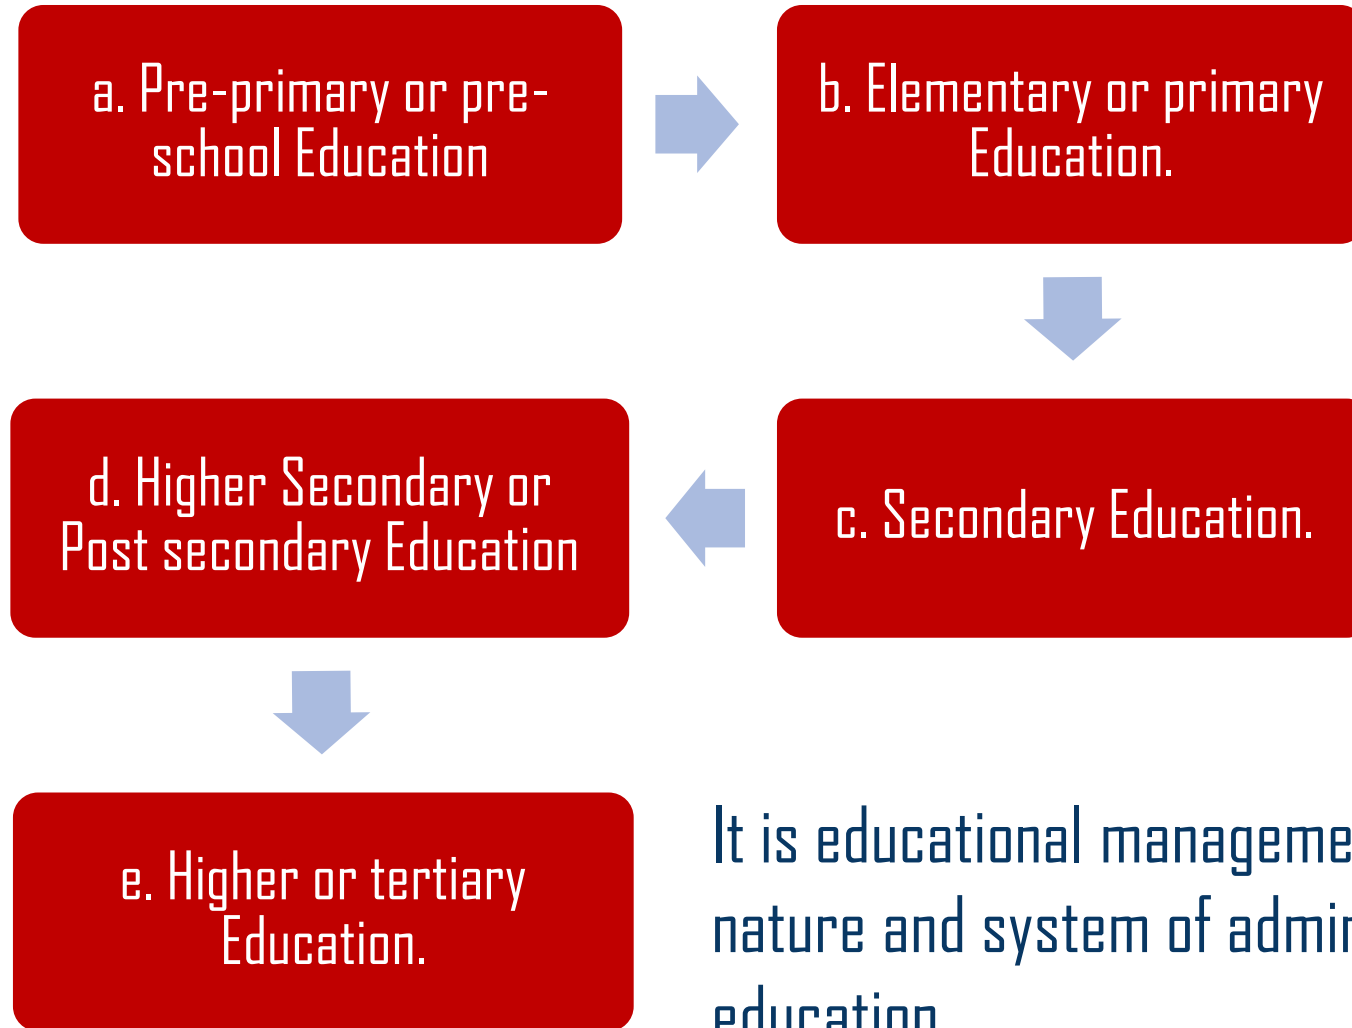 a. Pre-primary or pre-
school Education
b. Elementary or primary
Education.
c. Secondary Education.
d. Higher Secondary or
Post secondary Education
e. Higher or tertiary
Education.
It is educational
nature and system of
education